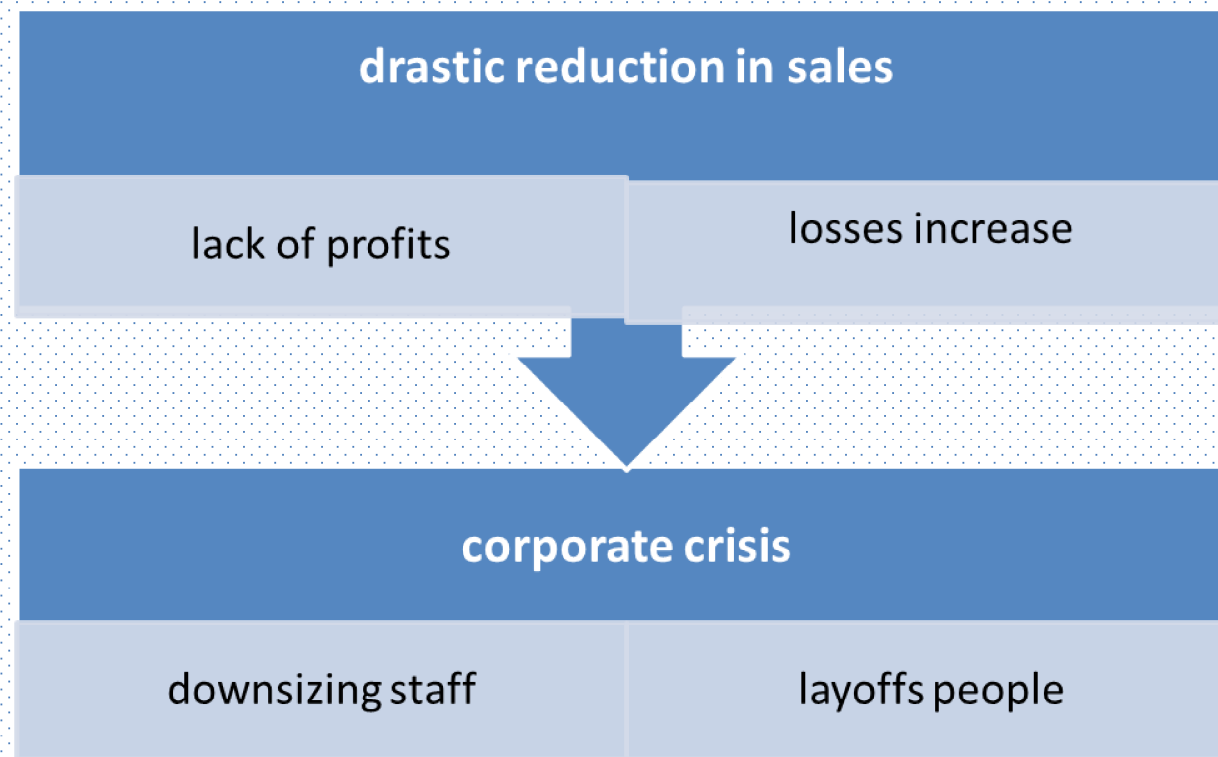 drastic reduction in sales
lack of profits
losses increase
corporate crisis
downsizing staff
layoffs people